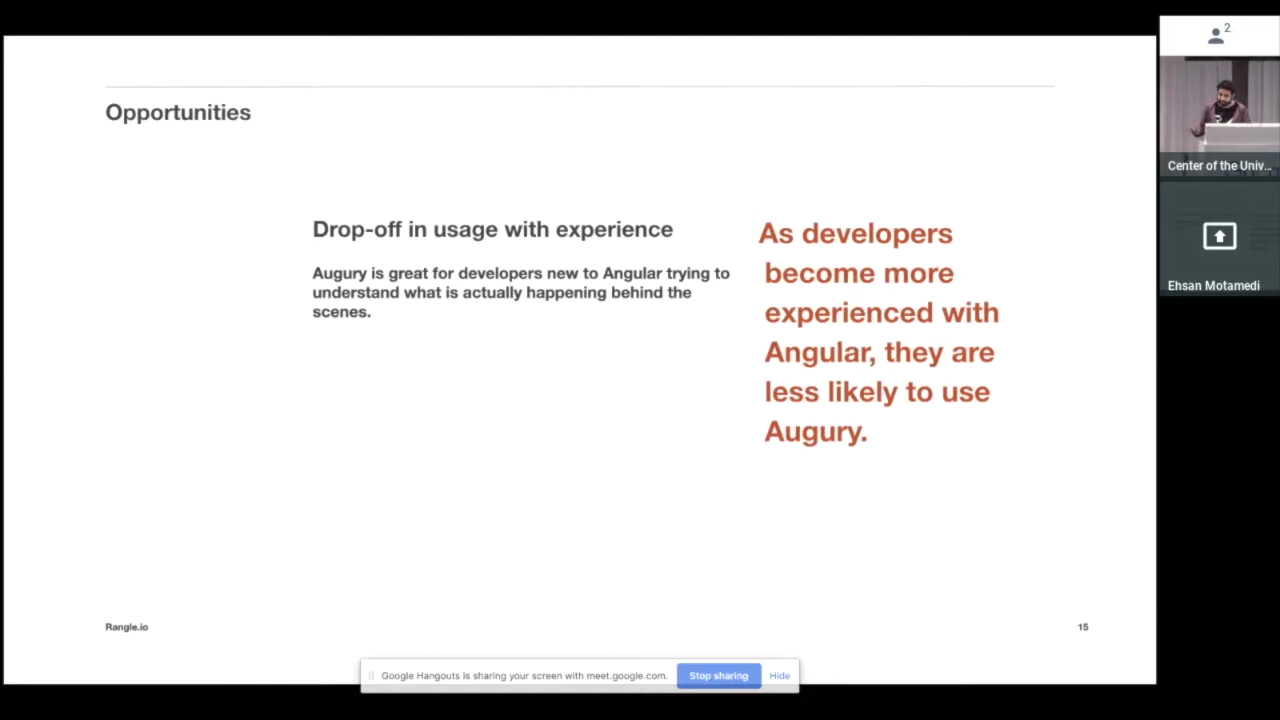 Opportunities
Drop-off in usage with experience
Augury is great for developers new to Angular trying to
understand what is actually happening behind the
scenes.
As developers
become more
experienced with
Angular, they are
less likely to use
Augury.
Rangle.io
15
Google Hangouts is sharing your screen with meet.google.com.
Stop sharing
Hide
2
Center of the Univ...
Ehsan Motamedi